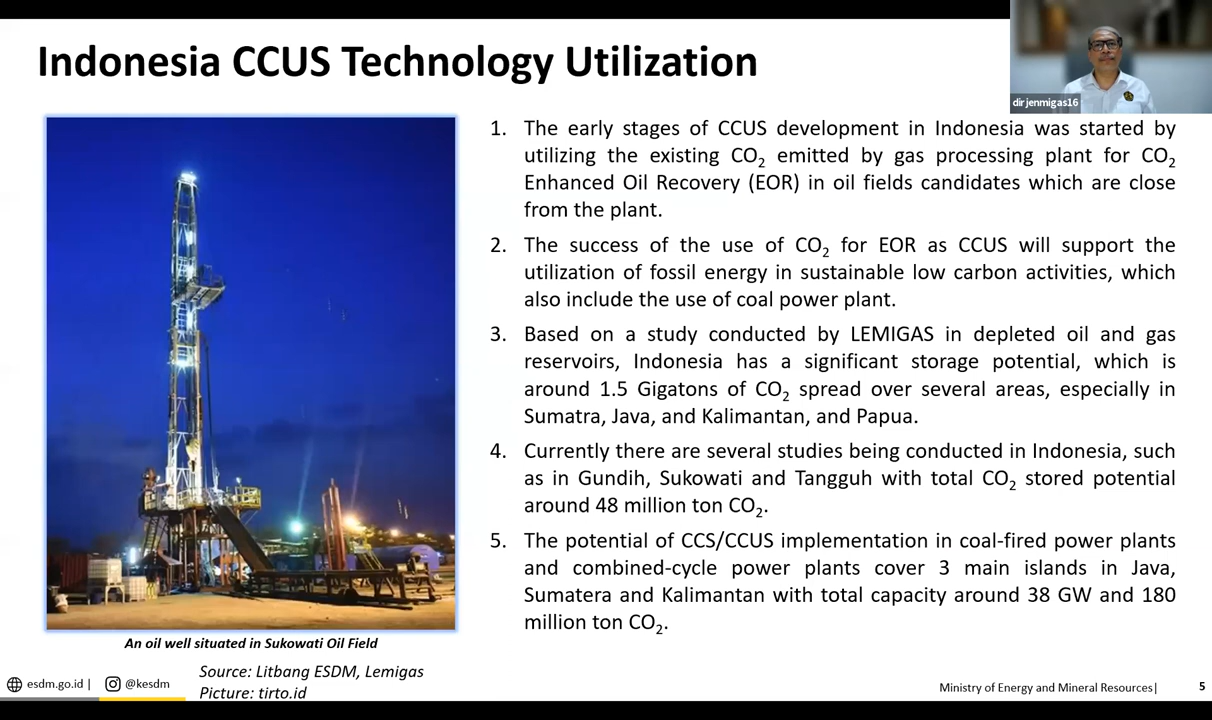 Indonesia CCUS Technology Utilization
dirjenmigas16
1. The early stages of CCUS development in Indonesia was started by
utilizing the existing CO₂ emitted by gas processing plant for CO₂
Enhanced Oil Recovery (EOR) in oil fields candidates which are close
from the plant.
2. The success of the use of CO₂ for EOR as CCUS will support the
utilization of fossil energy in sustainable low carbon activities, which
also include the use of coal power plant.
3. Based on a study conducted by LEMIGAS in depleted oil and gas
reservoirs, Indonesia has a significant storage potential, which is
around 1.5 Gigatons of CO₂ spread over several areas, especially in
Sumatra, Java, and Kalimantan, and Papua.
4. Currently there are several studies being conducted in Indonesia, such
as in Gundih, Sukowati and Tangguh with total CO₂ stored potential
around 48 million ton CO₂.
5. The potential of CCS/CCUS implementation in coal-fired power plants
and combined-cycle power plants cover 3 main islands in Java,
Sumatera and Kalimantan with total capacity around 38 GW and 180
million ton CO₂.
An oil well situated in Sukowati Oil Field
Source: Litbang ESDM, Lemigas
Picture: tirto.id
esdm.go.id | @kesdm
Ministry of Energy and Mineral Resources| 5